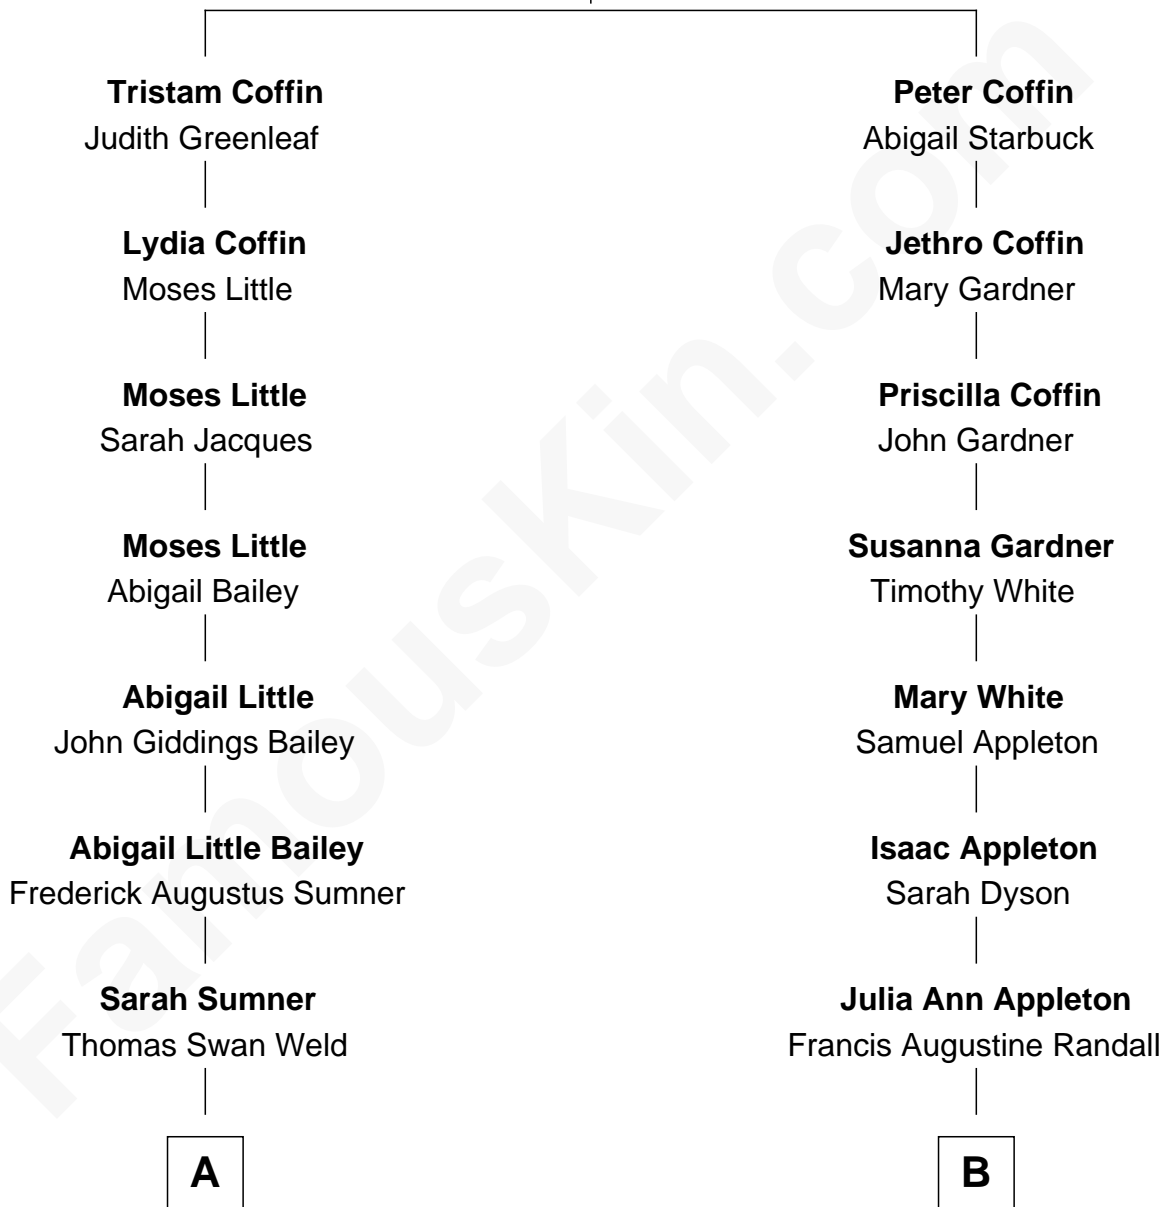 Tristam Coffin
Judith Greenleaf
Lydia Coffin
Moses Little
Moses Little
Sarah Jacques
Moses Little
Abigail Bailey
Abigail Little
John Giddings Bailey
Abigail Little Bailey
Frederick Augustus Sumner
Sarah Sumner
Thomas Swan Weld
A
Peter Coffin
Abigail Starbuck
Jethro Coffin
Mary Gardner
Priscilla Coffin
John Gardner
Susanna Gardner
Timothy White
Mary White
Samuel Appleton
Isaac Appleton
Sarah Dyson
Julia Ann Appleton
Francis Augustine Randall
B
FamousKin.com